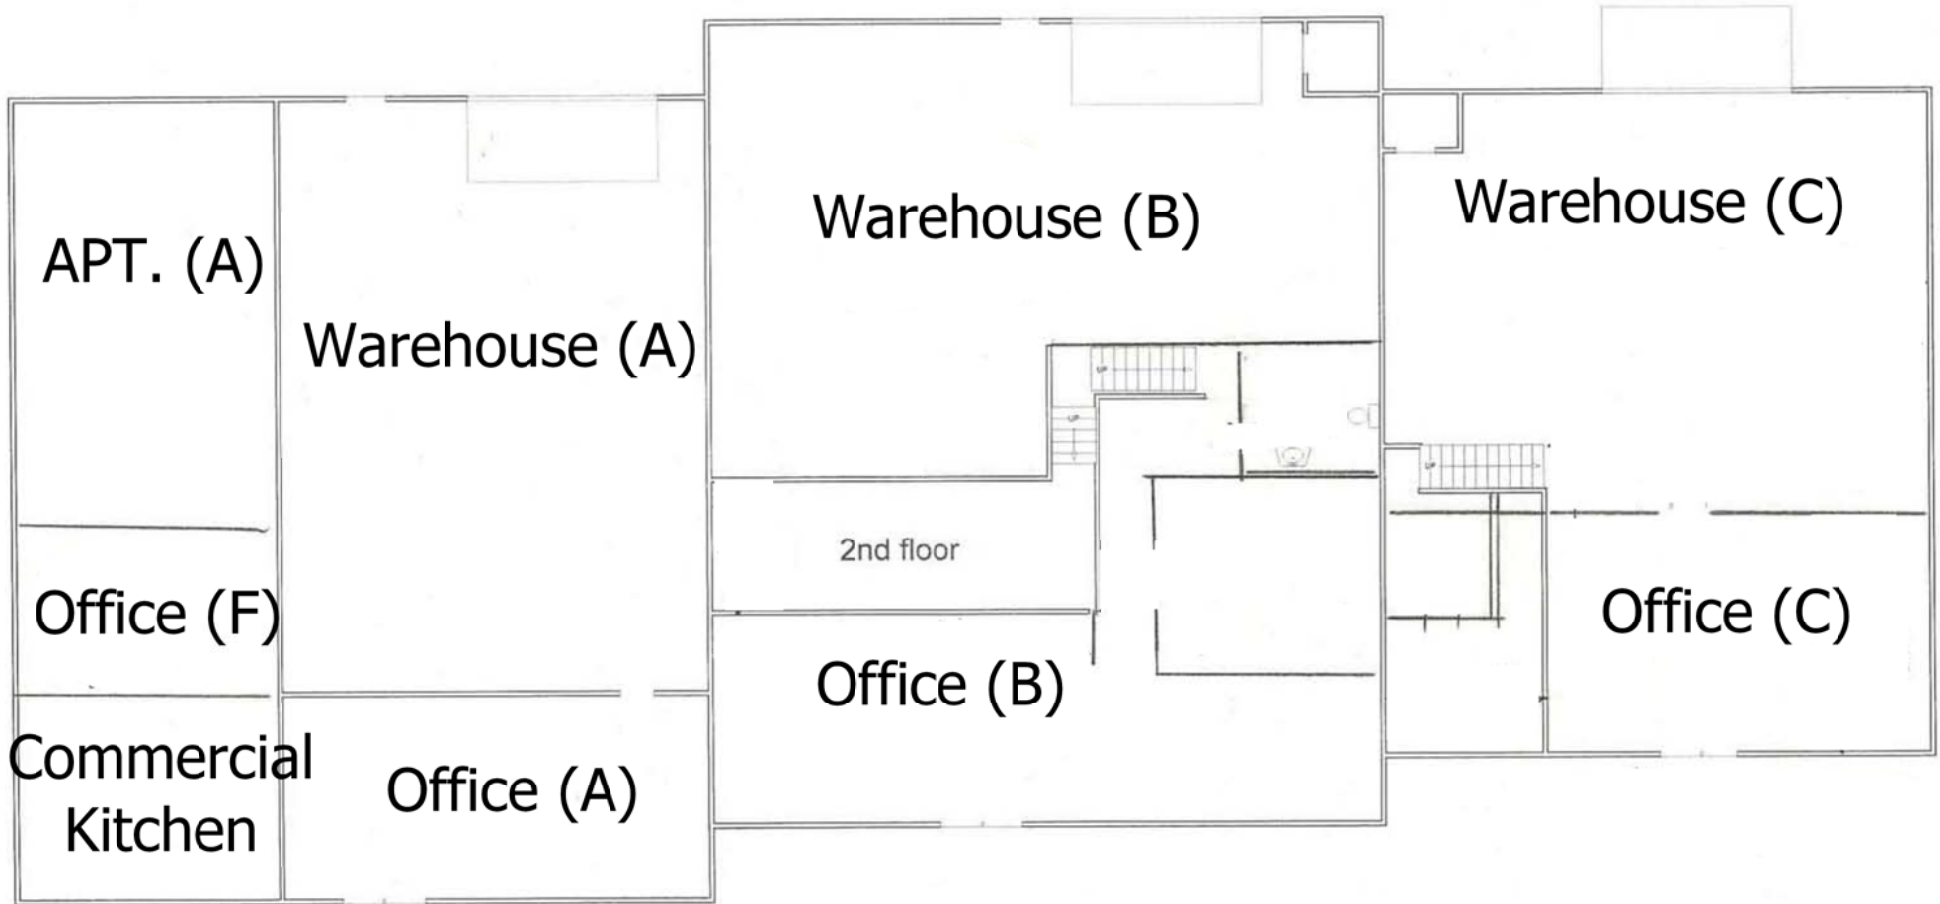 Warehouse (B)
Warehouse (C)
APT. (A)
Warehouse (A)
2nd floor
Office (F)
Office (B)
Office (C)
Commercial
Kitchen
Office (A)